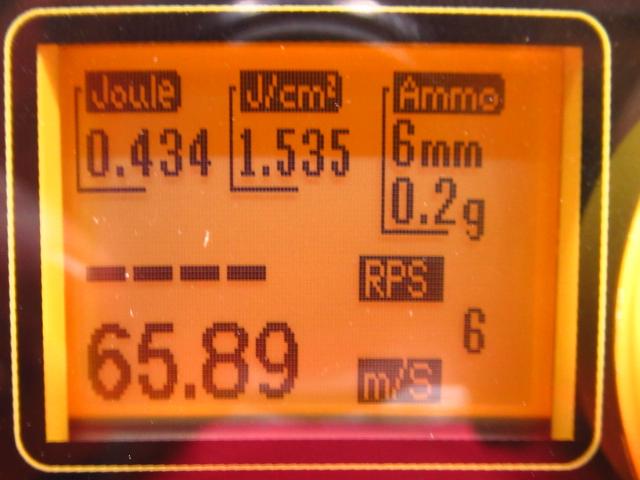 Joule J/cm² Ammo
0.434 1.535 6mm
0.2g
---- RPS
6
65.89 m/S